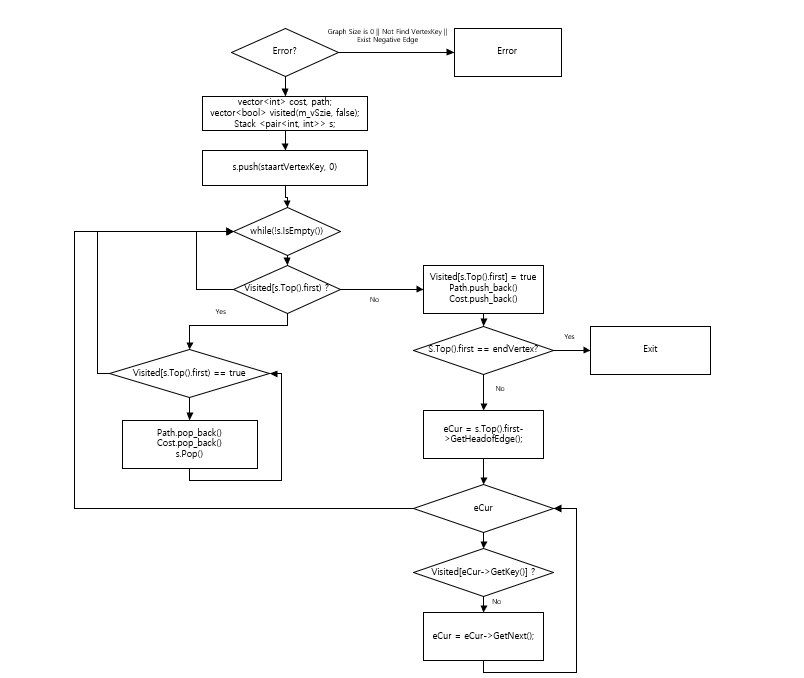 Graph Size is 0 || Not Find VertexKey ||
Exist Negative Edge
Error?
Error
vector<int> cost, path;
vector<bool> visited(m_vSzie, false);
Stack <pair<int, int>> s;
s.push(staartVertexKey, 0)
while(!s.IsEmpty())
Visited[s.Top().first) ?
No
Yes
Visited[s.Top().first] = true
Path.push_back()
Cost.push_back()
S.Top().first == endVertex?
Yes
Exit
No
Visited[s.Top().first) == true
Path.pop_back()
Cost.pop_back()
s.Pop()
eCur = s.Top().first-
>GetHeadofEdge();
eCur
Visited[eCur->GetKey()] ?
No
eCur = eCur->GetNext();